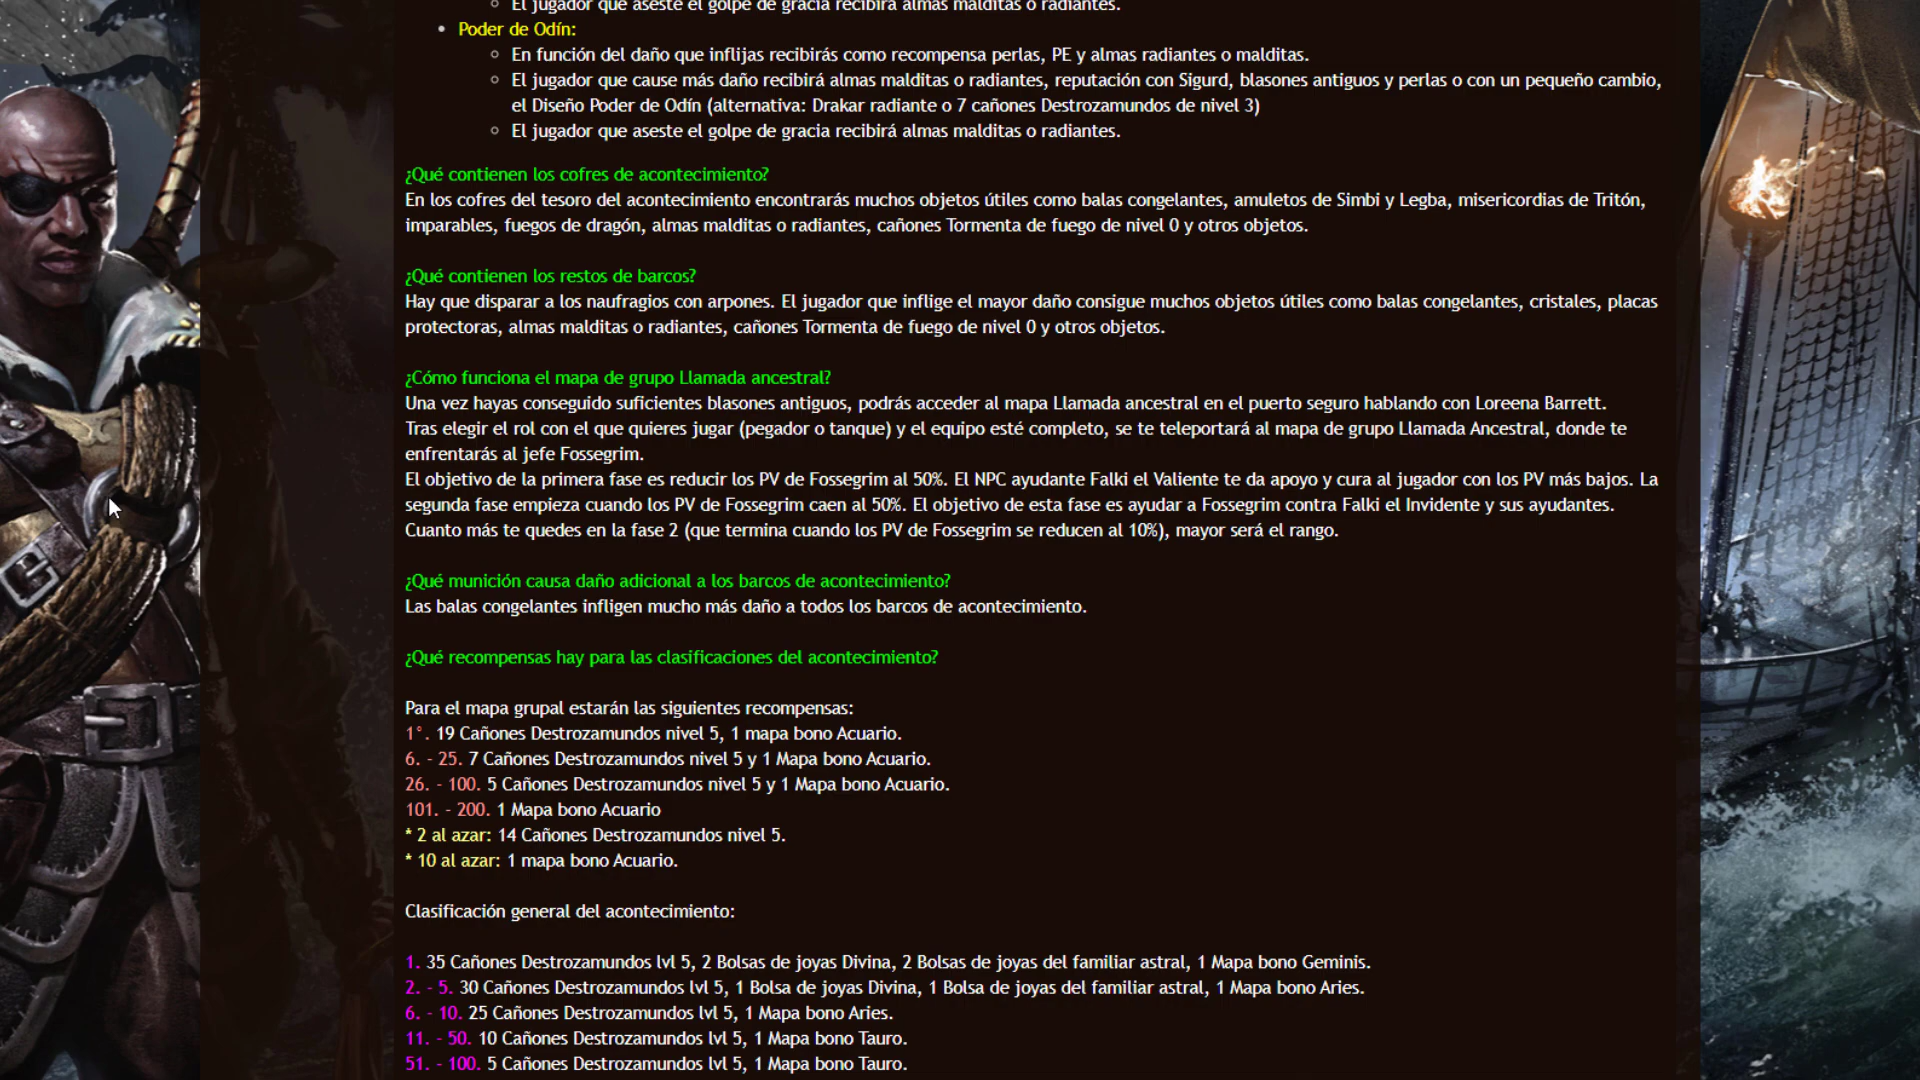 El jugador que aseste el golpe de gracia recibirá almas malditas o radiantes.
Poder de Odín:
En función del daño que inflijas recibirás como recompensa perlas, PE y almas radiantes o malditas.
El jugador que cause más daño recibirá almas malditas o radiantes, reputación con Sigurd, blasones antiguos y perlas o con un pequeño cambio,
el Diseño Poder de Odín (alternativa: Drakar radiante o 7 cañones Destrozamundos de nivel 3)
El jugador que aseste el golpe de gracia recibirá almas malditas o radiantes.
¿Qué contienen los cofres de acontecimiento?
En los cofres del tesoro del acontecimiento encontrarás muchos objetos útiles como balas congelantes, amuletos de Simbi y Legba, misericordias de Tritón,
imparables, fuegos de dragón, almas malditas o radiantes, cañones Tormenta de fuego de nivel 0 y otros objetos.
¿Qué contienen los restos de barcos?
Hay que disparar a los naufragios con arpones. El jugador que inflige el mayor daño consigue muchos objetos útiles como balas congelantes, cristales, placas
protectoras, almas malditas o radiantes, cañones Tormenta de fuego de nivel 0 y otros objetos.
¿Cómo funciona el mapa de grupo Llamada ancestral?
Una vez hayas conseguido suficientes blasones antiguos, podrás acceder al mapa Llamada ancestral en el puerto seguro hablando con Loreena Barrett.
Tras elegir el rol con el que quieres jugar (pegador o tanque) y el equipo esté completo, se te teleportará al mapa de grupo Llamada Ancestral, donde te
enfrentarás al jefe Fossegrim.
El objetivo de la primera fase es reducir los PV de Fossegrim al 50%. El NPC ayudante Falki el Valiente te da apoyo y cura al jugador con los PV más bajos. La
segunda fase empieza cuando los PV de Fossegrim caen al 50%. El objetivo de esta fase es ayudar a Fossegrim contra Falki el Invidente y sus ayudantes.
Cuanto más te quedes en la fase 2 (que termina cuando los PV de Fossegrim se reducen al 10%), mayor será el rango.
¿Qué munición causa daño adicional a los barcos de acontecimiento?
Las balas congelantes infligen mucho más daño a todos los barcos de acontecimiento.
¿Qué recompensas hay para las clasificaciones del acontecimiento?
Para el mapa grupal estarán las siguientes recompensas:
1°. 19 Cañones Destrozamundos nivel 5, 1 mapa bono Acuario.
6. - 25. 7 Cañones Destrozamundos nivel 5 y 1 Mapa bono Acuario.
26. - 100. 5 Cañones Destrozamundos nivel 5 y 1 Mapa bono Acuario.
101. - 200. 1 Mapa bono Acuario
* 2 al azar: 14 Cañones Destrozamundos nivel 5.
* 10 al azar: 1 mapa bono Acuario.
Clasificación general del acontecimiento:
1. 35 Cañones Destrozamundos lvl 5, 2 Bolsas de joyas Divina, 2 Bolsas de joyas del familiar astral, 1 Mapa bono Geminis.
2. - 5. 30 Cañones Destrozamundos lvl 5, 1 Bolsa de joyas Divina, 1 Bolsa de joyas del familiar astral, 1 Mapa bono Aries.
6. - 10. 25 Cañones Destrozamundos lvl 5, 1 Mapa bono Aries.
11. - 50. 10 Cañones Destrozamundos lvl 5, 1 Mapa bono Tauro.
51. - 100. 5 Cañones Destrozamundos lvl 5, 1 Mapa bono Tauro.